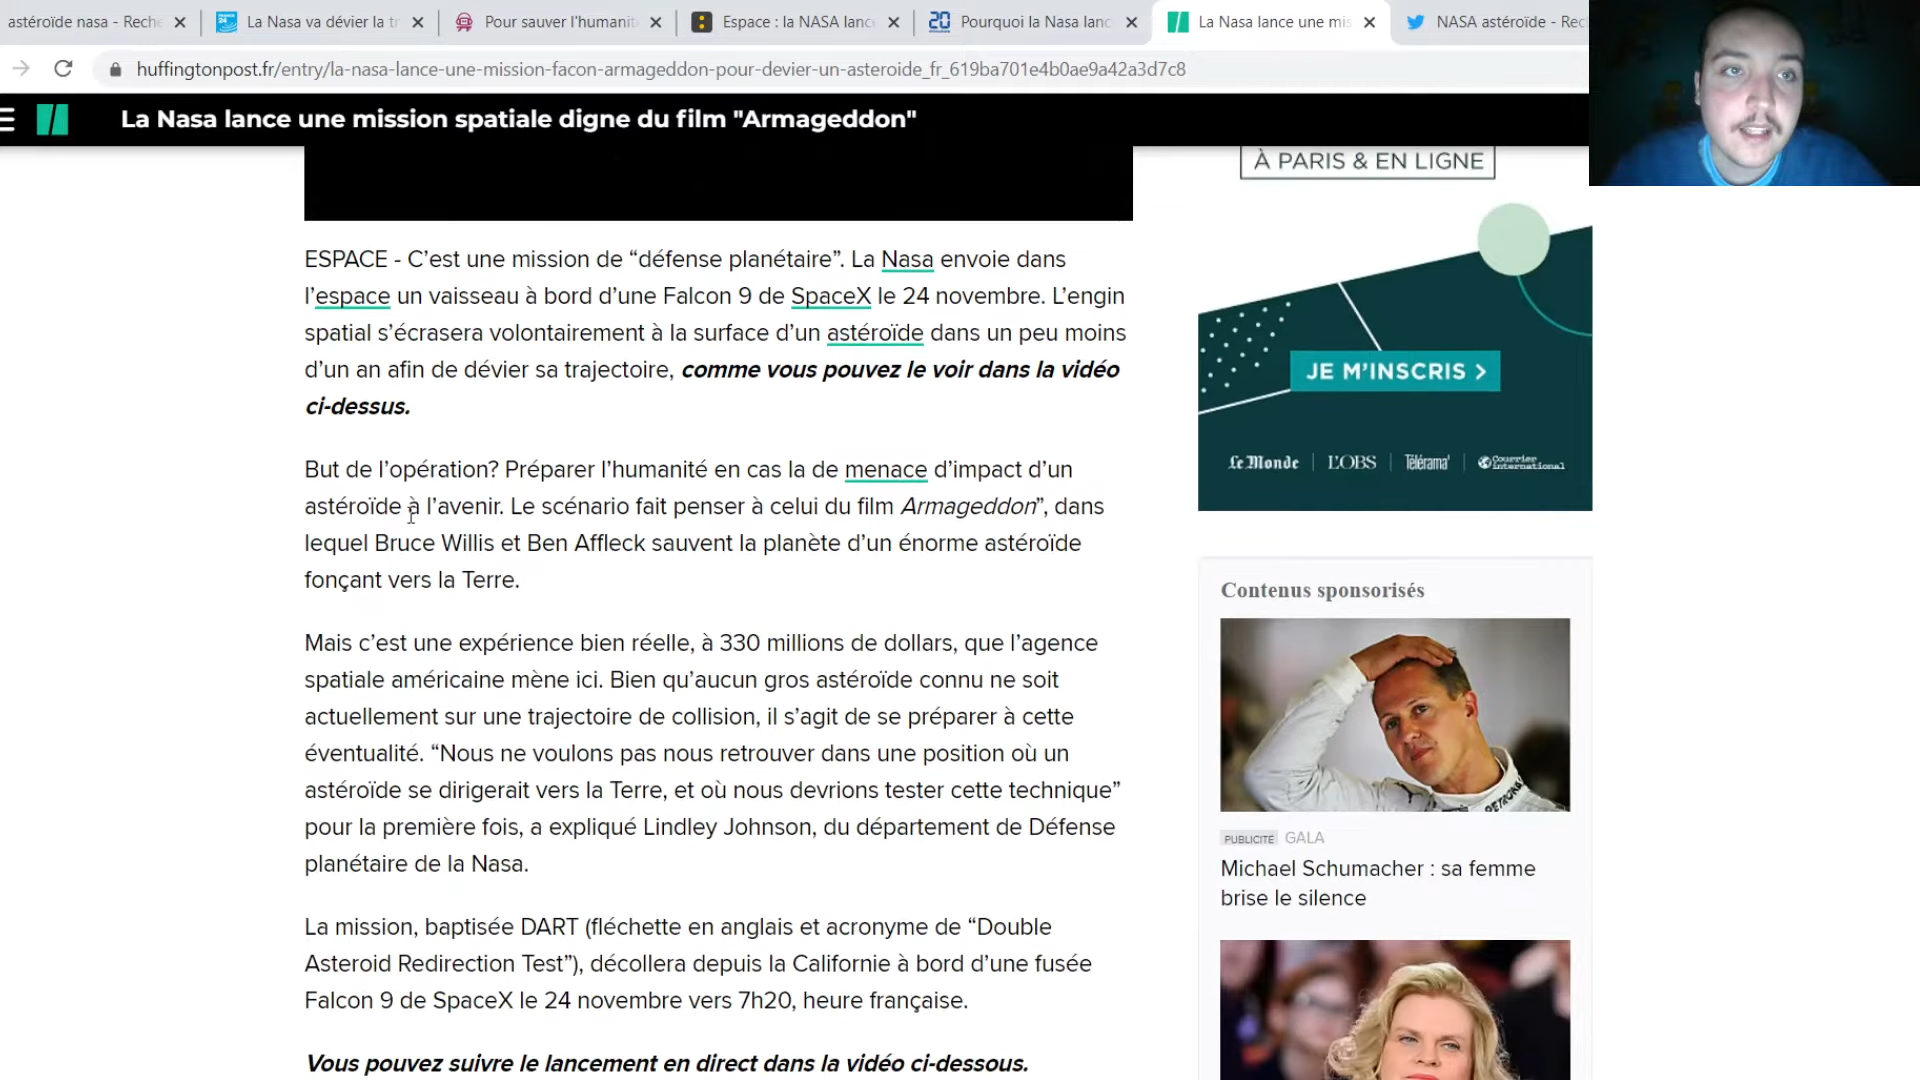 astéroïde nasa - Reche
La Nasa va dévier la tr
Pour sauver l'humanit
Espace : la NASA lanc
Pourquoi la Nasa lanc
La Nasa lance une mis
NASA astéroïde - Rec
huffingtonpost.fr/entry/la-nasa-lance-une-mission-facon-armageddon-pour-devier-un-asteroide_fr_619ba701e4b0ae9a42a3d7c8
La Nasa lance une mission spatiale digne du film "Armageddon"
ESPACE - C’est une mission de “défense planétaire”. La Nasa envoie dans
l’espace un vaisseau à bord d’une Falcon 9 de SpaceX le 24 novembre. L’engin
spatial s’écrasera volontairement à la surface d’un astéroïde dans un peu moins
d’un an afin de dévier sa trajectoire, comme vous pouvez le voir dans la vidéo
ci-dessus.
But de l’opération? Préparer l’humanité en cas la de menace d’impact d’un
astéroïde à l’avenir. Le scénario fait penser à celui du film Armageddon”, dans
lequel Bruce Willis et Ben Affleck sauvent la planète d’un énorme astéroïde
fonçant vers la Terre.
Mais c’est une expérience bien réelle, à 330 millions de dollars, que l’agence
spatiale américaine mène ici. Bien qu’aucun gros astéroïde connu ne soit
actuellement sur une trajectoire de collision, il s’agit de se préparer à cette
éventualité. “Nous ne voulons pas nous retrouver dans une position où un
astéroïde se dirigerait vers la Terre, et où nous devrions tester cette technique”
pour la première fois, a expliqué Lindley Johnson, du département de Défense
planétaire de la Nasa.
La mission, baptisée DART (fléchette en anglais et acronyme de “Double
Asteroid Redirection Test”), décollera depuis la Californie à bord d’une fusée
Falcon 9 de SpaceX le 24 novembre vers 7h20, heure française.
Vous pouvez suivre le lancement en direct dans la vidéo ci-dessous.
À PARIS & EN LIGNE
JE M’INSCRIS >
Le Monde
L’OBS
Télérama’
Courrier
international
Contenus sponsorisés
PETRONAS
PUBLICITÉ GALA
Michael Schumacher : sa femme
brise le silence